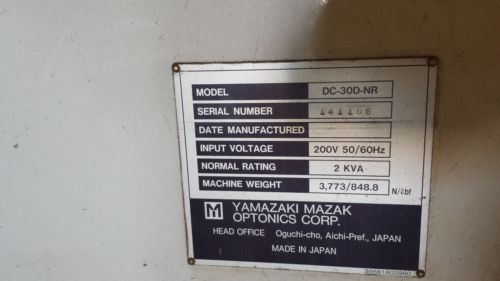 MODEL DC-30D-NR
SERIAL NUMBER 141106
DATE MANUFACTURED
INPUT VOLTAGE 200V 50/60Hz
NORMAL RATING 2 KVA
MACHINE WEIGHT 3,773/848.8 N/lbf
M YAMAZAKI MAZAK
OPTONICS CORP.
HEAD OFFICE Oguchi-cho, Aichi-Pref., JAPAN
MADE IN JAPAN
36681802980